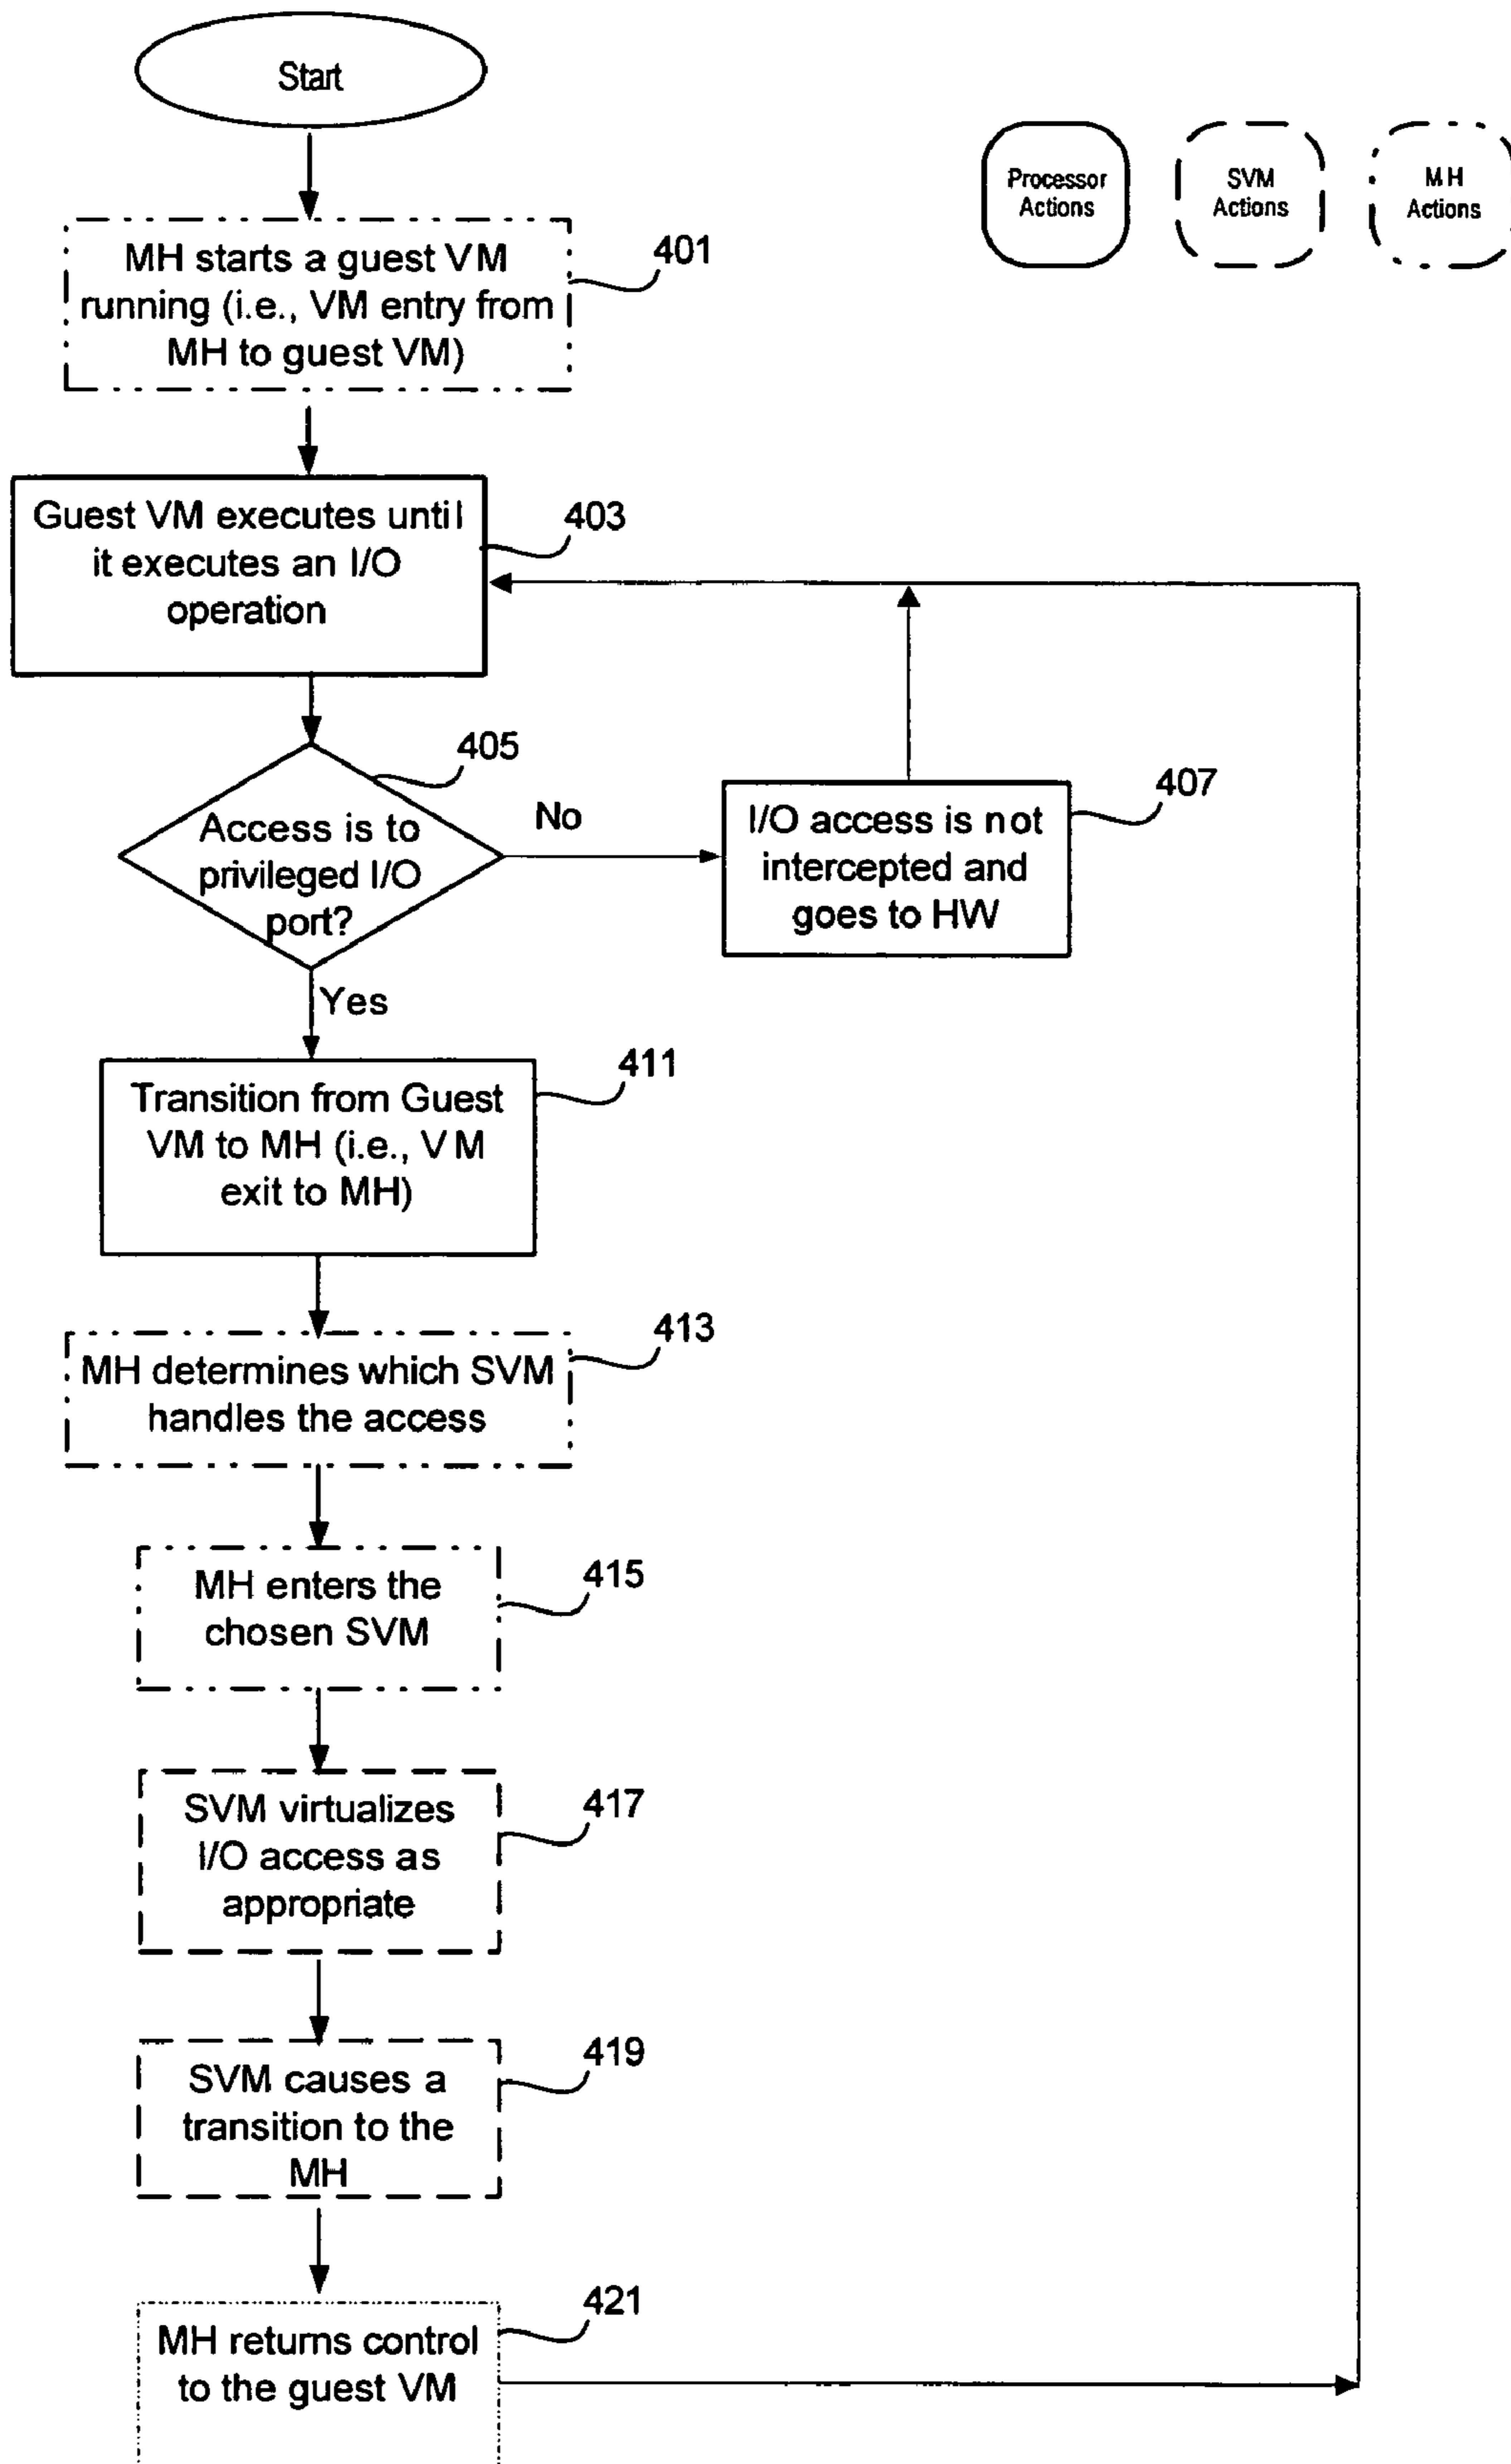 Start
Processor
Actions
SVM
Actions
MH
Actions
MH starts a guest VM
running (i.e., VM entry from
MH to guest VM)
401
Guest VM executes until
it executes an I/O
operation
403
405
Access is to
privileged I/O
port?
No
407
I/O access is not
intercepted and
goes to HW
Yes
411
Transition from Guest
VM to MH (i.e., VM
exit to MH)
413
MH determines which SVM
handles the access
415
MH enters the
chosen SVM
417
SVM virtualizes
I/O access as
appropriate
419
SVM causes a
transition to the
MH
421
MH returns control
to the guest VM